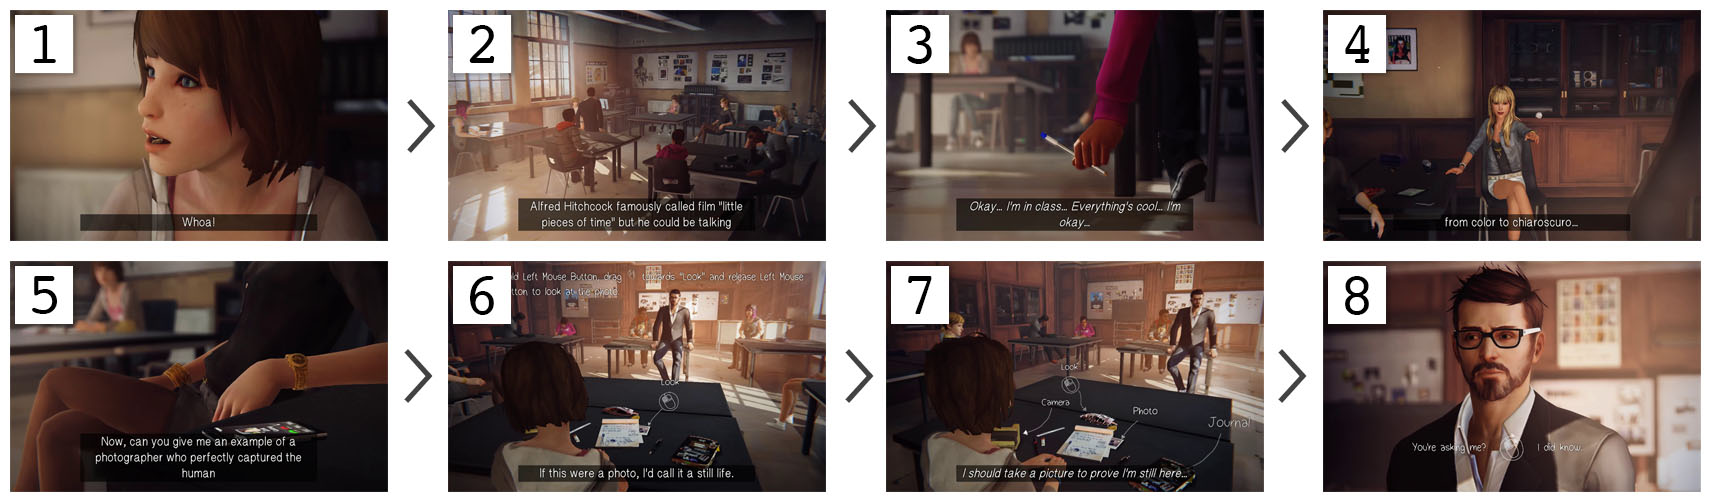 1
Whoa!
2
Alfred Hitchcock famously called film "little
pieces of time" but he could be talking
3
Okay... I'm in class... Everything's cool... I'm
okay...
4
from color to chiaroscuro...
5
Now, can you give me an example of a
photographer who perfectly captured the
human
6
ld Left Mouse Button, drag towards "Look" and release Left Mouse
tton to look at the photo.
Look
If this were a photo, I'd call it a still life.
7
Look
Camera
Photo
Journal
I should take a picture to prove I'm still here...
8
You're asking me?
I did know...